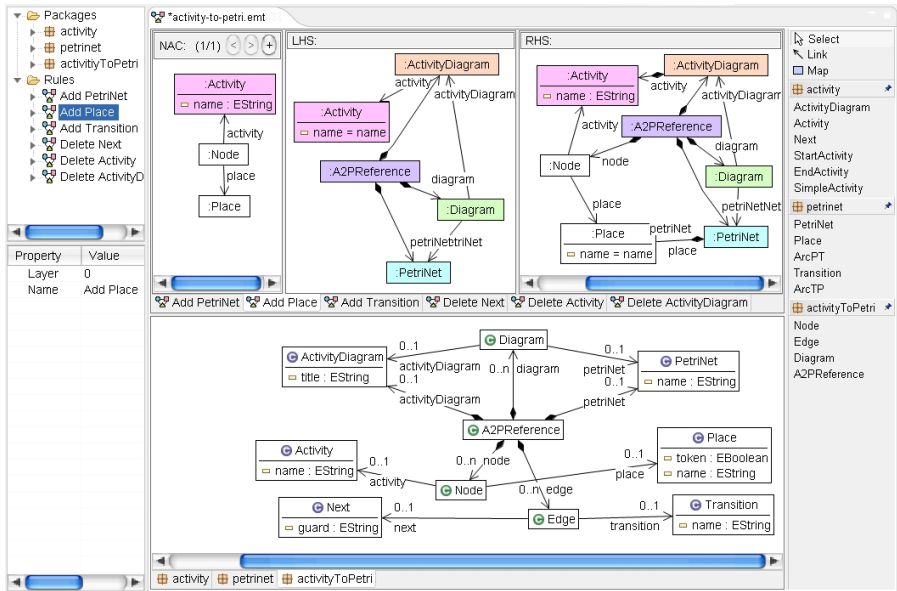 Packages
activity
petrinet
activitiyToPetri
Rules
Add PetriNet
Add Place
Add Transition
Delete Next
Delete Activity
Delete ActivityD
Property Value
Layer 0
Name Add Place
*activity-to-petri.emt
NAC: (1/1) < > +
:Activity
name : EString
activity
:Node
place
:Place
LHS:
:ActivityDiagram
activity
activityDiagram
:Activity
name = name
:A2PReference
diagram
:Diagram
petriNet
triNet
:PetriNet
RHS:
:Activity
name : EString
:ActivityDiagram
activity
activityDiagram
activity
:A2PReference
diagram
:Node
node
:Diagram
place
petriNetNet
:Place
name = name
petriNet
place
:PetriNet
Add PetriNet Add Place Add Transition Delete Next Delete Activity Delete ActivityDiagram
Diagram
ActivityDiagram
title : EString
0..1
activityDiagram
0..1
activityDiagram
0..n diagram
0..1
petriNet
0..1
petriNet
PetriNet
name : EString
A2PReference
Activity
name : EString
0..1
activity
0..n node
Node
0..n edge
0..1
place
Place
token : EBoolean
name : EString
Next
guard : EString
0..1
next
Edge
0..1
transition
Transition
name : EString
activity petrinet activityToPetri
Select
Link
Map
activity
ActivityDiagram
Activity
Next
StartActivity
EndActivity
SimpleActivity
petrinet
PetriNet
Place
ArcPT
Transition
ArcTP
activityToPetri
Node
Edge
Diagram
A2PReference